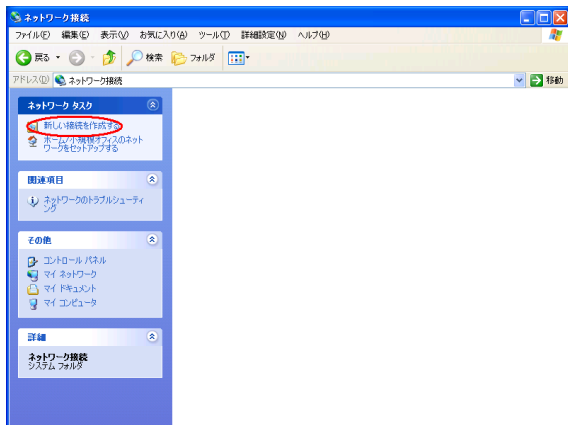 ネットワーク接続
ファイル(F) 編集(E) 表示(V) お気に入り(A) ツール(T) 詳細設定(N) ヘルプ(H)
戻る 検索 フォルダ
アドレス(D) ネットワーク接続 移動
ネットワーク タスク
新しい接続を作成する
ホーム/小規模オフィスのネット
ワークをセットアップする
関連項目
ネットワークのトラブルシューティ
ング
その他
コントロール パネル
マイ ネットワーク
マイ ドキュメント
マイ コンピュータ
詳細
ネットワーク接続
システム フォルダ